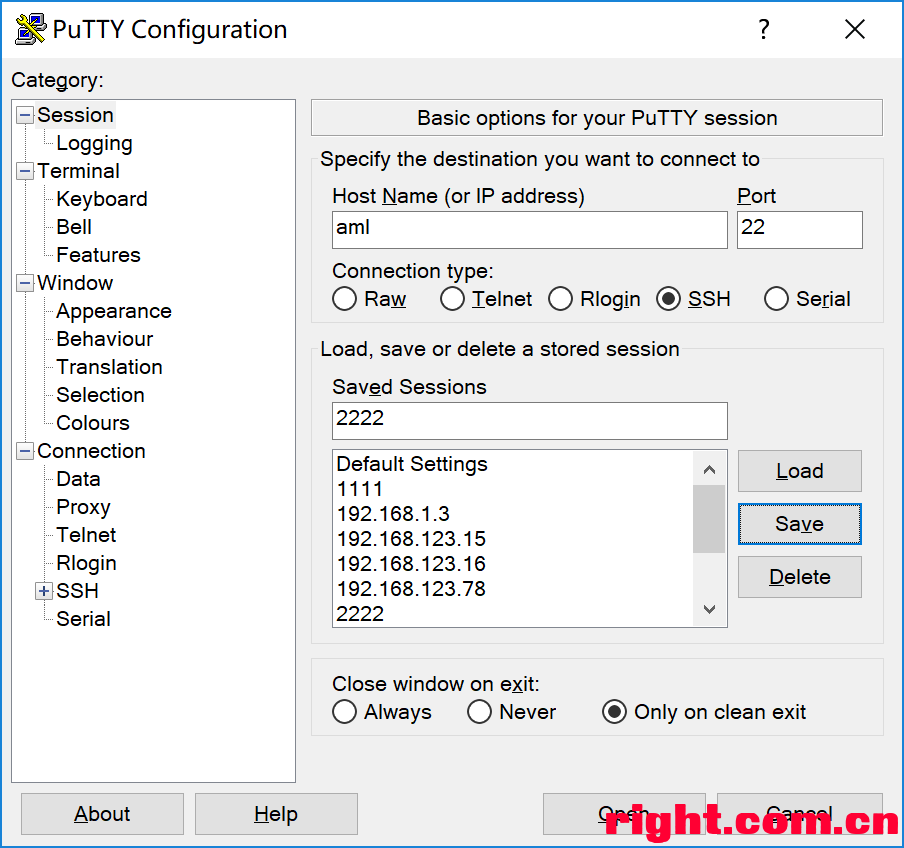 PuTTY Configuration
?
Category:
Session
Logging
Terminal
Keyboard
Bell
Features
Window
Appearance
Behaviour
Translation
Selection
Colours
Connection
Data
Proxy
Telnet
Rlogin
SSH
Serial
Basic options for your PuTTY session
Specify the destination you want to connect to
Host Name (or IP address) Port
aml 22
Connection type:
Raw Telnet Rlogin SSH Serial
Load, save or delete a stored session
Saved Sessions
2222
Default Settings
1111
192.168.1.3
192.168.123.15
192.168.123.16
192.168.123.78
2222
Load
Save
Delete
Close window on exit:
Always Never Only on clean exit
About Help Open Cancel
right.com.cn